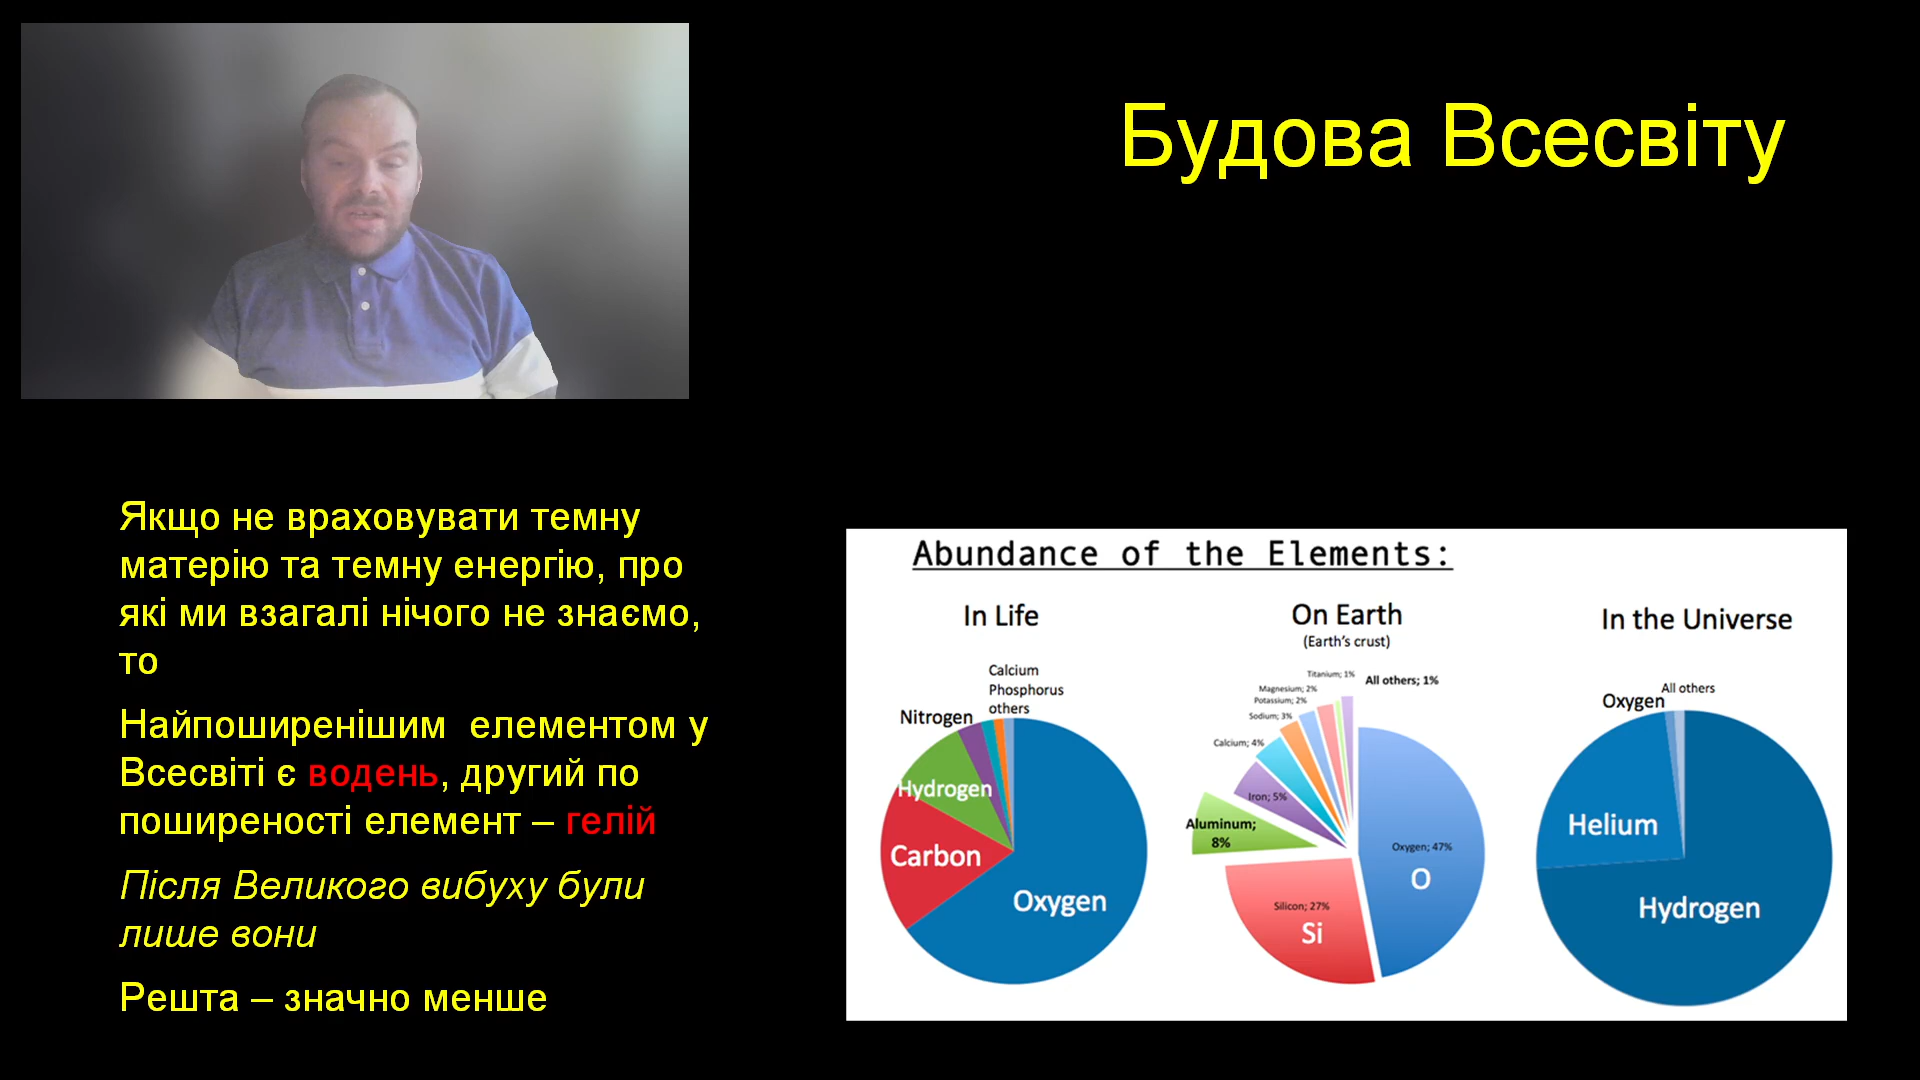 Будова Всесвіту
Якщо не враховувати темну
матерію та темну енергію, про
які ми взагалі нічого не знаємо,
то
Найпоширенішим  елементом у
Всесвіті є водень, другий по
поширеності елемент – гелій
Після Великого вибуху були
лише вони
Решта – значно менше
Abundance of the Elements:
In Life
Calcium
Phosphorus
others
Nitrogen
Hydrogen
Carbon
Oxygen
On Earth
(Earth's crust)
Titanium; 1%
All others; 1%
Magnesium; 2%
Potassium; 2%
Sodium; 3%
Calcium; 4%
Iron; 5%
Aluminum;
8%
Oxygen; 47%
O
Silicon; 27%
Si
In the Universe
All others
Oxygen
Helium
Hydrogen